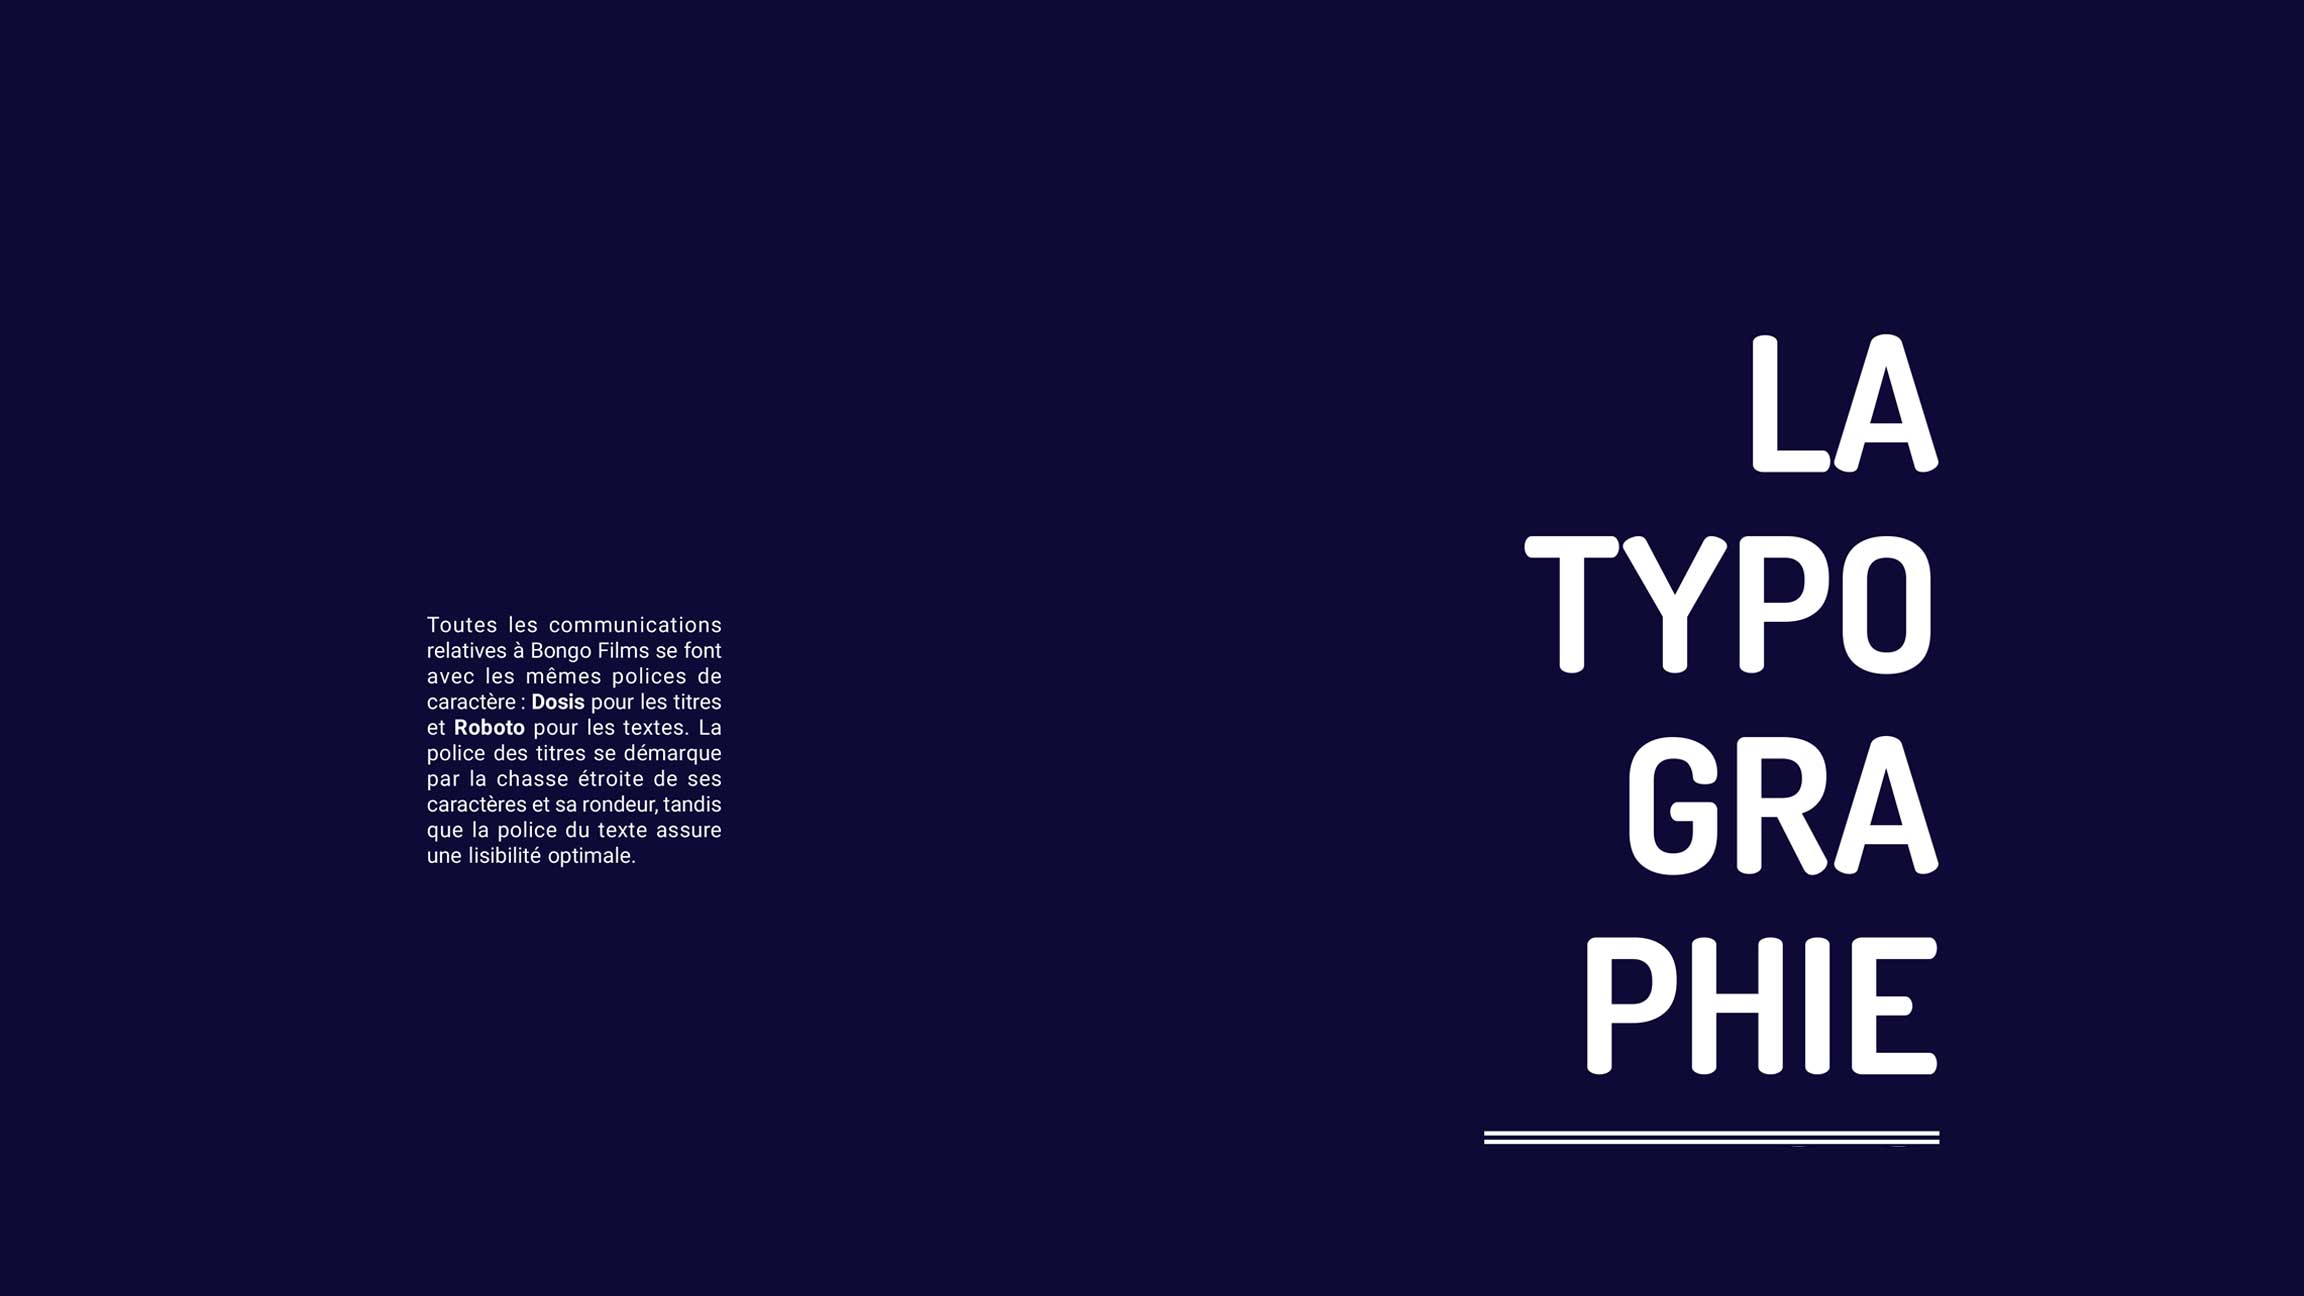 LA
TYPO
GRA
PHIE
Toutes les communications
relatives à Bongo Films se font
avec les mêmes polices de
caractère : Dosis pour les titres
et Roboto pour les textes. La
police des titres se démarque
par la chasse étroite de ses
caractères et sa rondeur, tandis
que la police du texte assure
une lisibilité optimale.